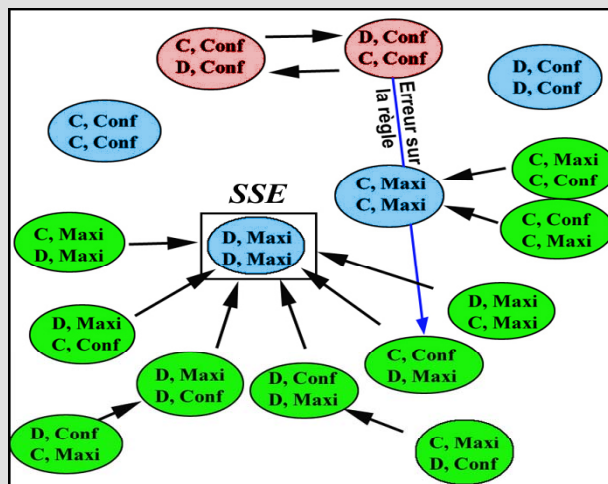 C, Conf
D, Conf
D, Conf
C, Conf
D, Conf
D, Conf
C, Conf
C, Conf
Erreur sur
la règle
C, Maxi
C, Conf
C, Maxi
C, Maxi
C, Conf
C, Maxi
SSE
C, Maxi
D, Maxi
D, Maxi
D, Maxi
D, Maxi
C, Maxi
D, Maxi
C, Conf
C, Conf
D, Maxi
D, Maxi
D, Conf
D, Conf
D, Maxi
D, Conf
C, Maxi
C, Maxi
D, Conf